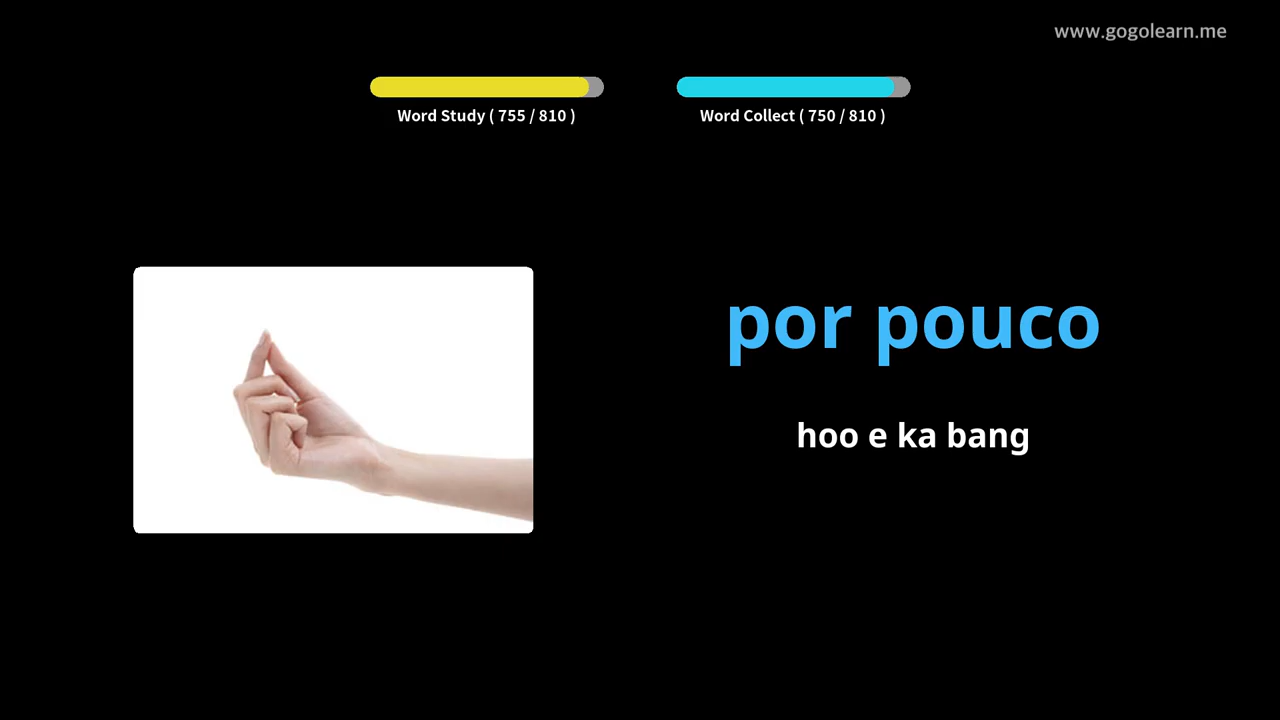 www.gogolearn.me
Word Study ( 755 / 810 )
Word Collect ( 750 / 810 )
por pouco
hoo e ka bang